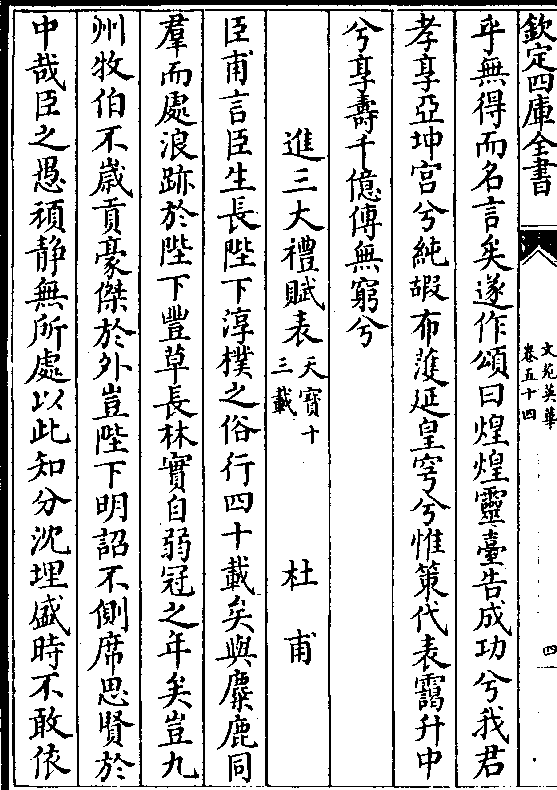 欽定四庫全書
文苑英華
卷五十四
四
乎無得而名言矣遂作頌曰煌煌靈臺告成功兮我君
孝享亞坤宫兮純嘏布濩延皇穹兮惟策代表靄升中
兮享壽千億傳無窮兮
進三大禮賦表天寶十三載 杜甫
臣甫言臣生長陛下淳樸之俗行四十載矣與麋鹿同
羣而處浪跡於陛下豐草長林實自弱冠之年矣豈九
州牧伯不歲貢豪傑於外豈陛下明詔不側席思賢於
中哉臣之愚頑静無所處以此知分沈埋盛時不敢依